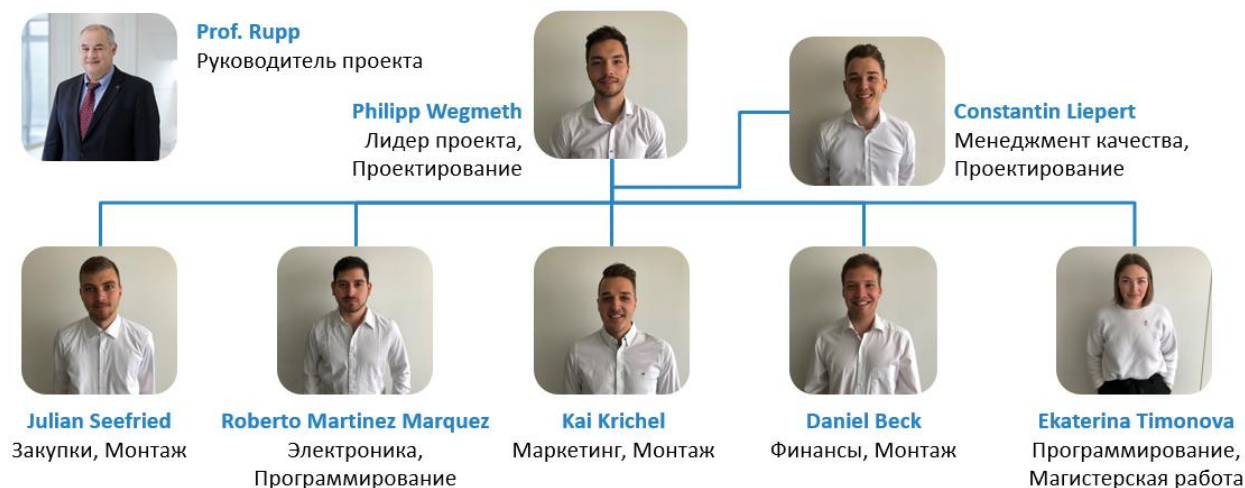 Prof. Rupp
Руководитель проекта
Philipp Wegmeth
Лидер проекта,
Проектирование
Constantin Liepert
Менеджмент качества,
Проектирование
Julian Seefried
Закупки, Монтаж
Roberto Martinez Marquez
Электроника,
Программирование
Kai Krichel
Маркетинг, Монтаж
Daniel Beck
Финансы, Монтаж
Ekaterina Timonova
Программирование,
Магистерская работа